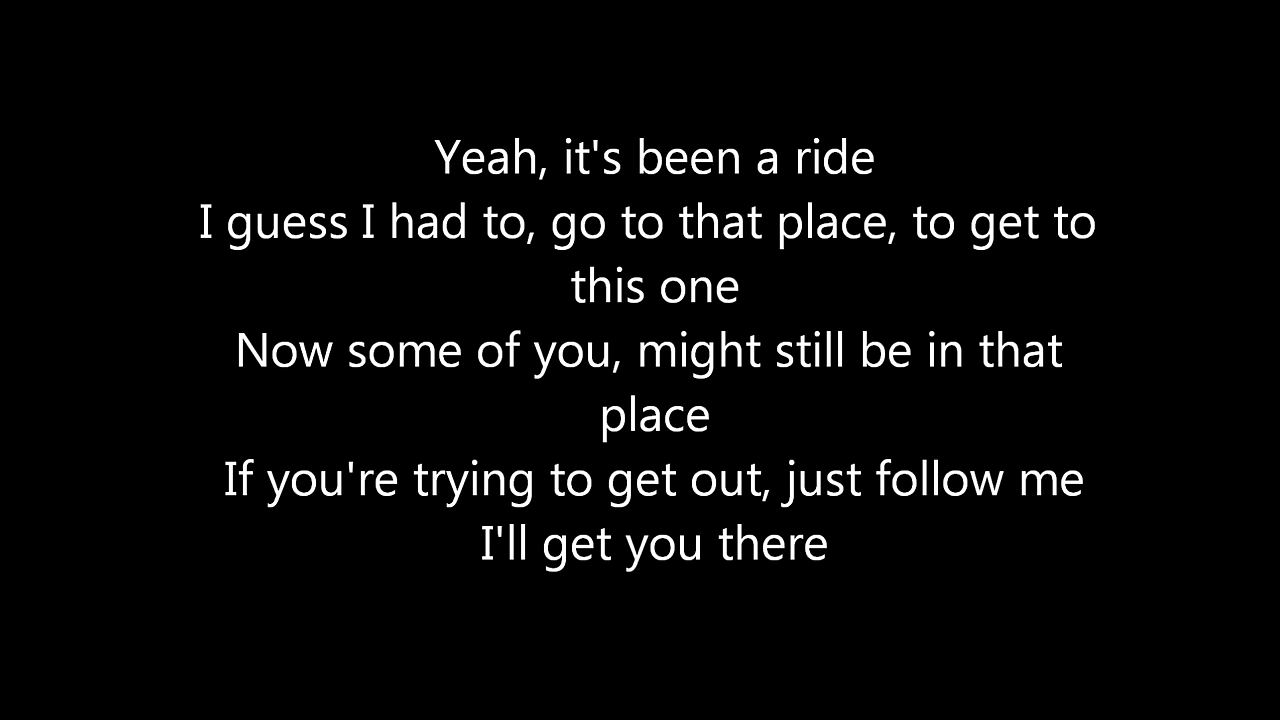 Yeah, it's been a ride
I guess I had to, go to that place, to get to
this one
Now some of you, might still be in that
place
If you're trying to get out, just follow me
I'll get you there